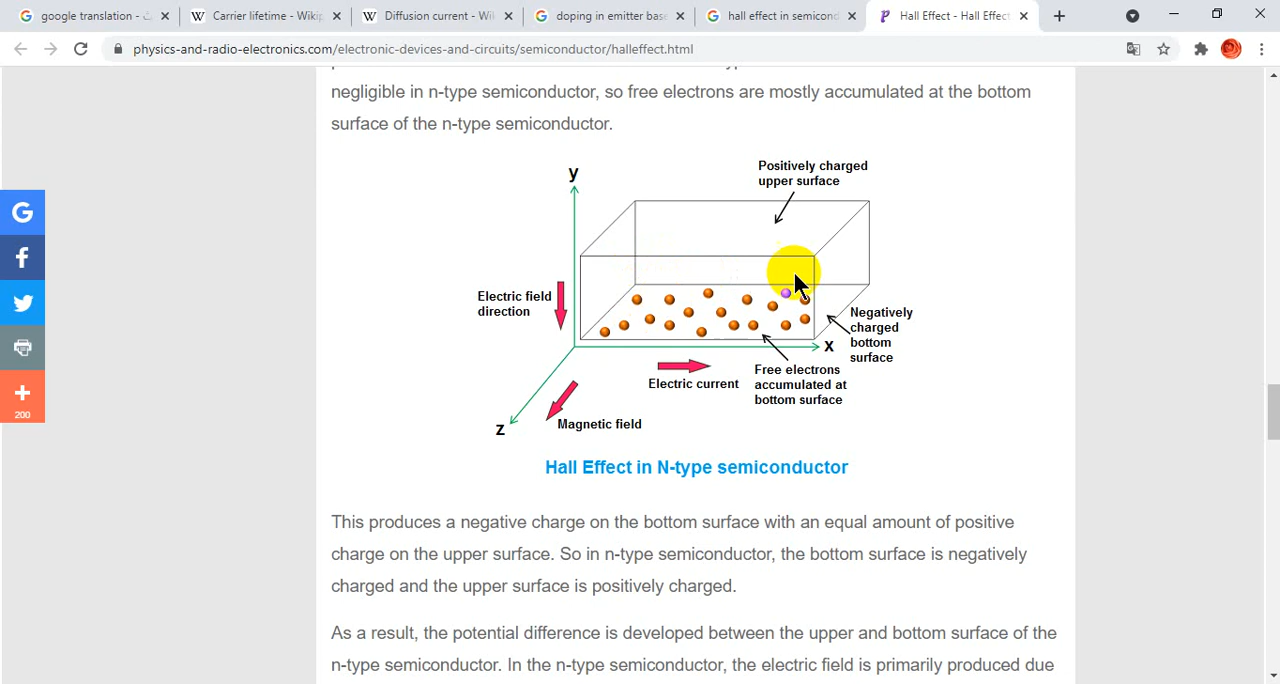 google translation -
Carrier lifetime - Wikip
Diffusion current - Wi
doping in emitter base
hall effect in semicond
Hall Effect - Hall Effect
physics-and-radio-electronics.com/electronic-devices-and-circuits/semiconductor/halleffect.html
negligible in n-type semiconductor, so free electrons are mostly accumulated at the bottom
surface of the n-type semiconductor.
Positively charged
upper surface
y
Electric field
direction
Negatively
charged
bottom
surface
x
Free electrons
accumulated at
bottom surface
Electric current
Magnetic field
z
200
Hall Effect in N-type semiconductor
This produces a negative charge on the bottom surface with an equal amount of positive
charge on the upper surface. So in n-type semiconductor, the bottom surface is negatively
charged and the upper surface is positively charged.
As a result, the potential difference is developed between the upper and bottom surface of the
n-type semiconductor. In the n-type semiconductor, the electric field is primarily produced due